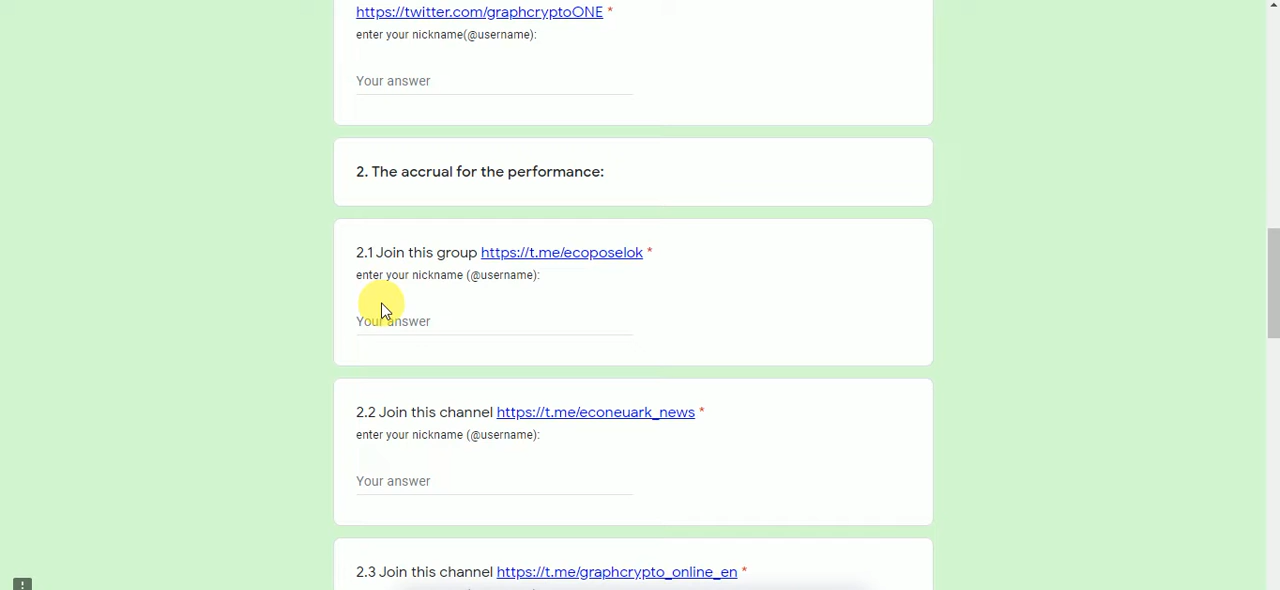 https://twitter.com/graphcryptoONE *
enter your nickname(@username):
Your answer
2. The accrual for the performance:
2.1 Join this group https://t.me/ecoposelok *
enter your nickname (@username):
Your answer
2.2 Join this channel https://t.me/econeuark_news *
enter your nickname (@username):
Your answer
2.3 Join this channel https://t.me/graphcrypto_online_en *